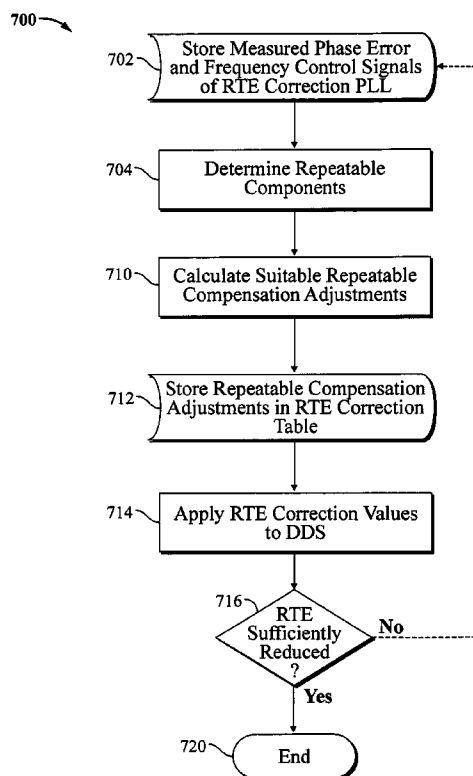 700
702
Store Measured Phase Error
and Frequency Control Signals
of RTE Correction PLL
704
Determine Repeatable
Components
710
Calculate Suitable Repeatable
Compensation Adjustments
712
Store Repeatable Compensation
Adjustments in RTE Correction
Table
714
Apply RTE Correction Values
to DDS
716
RTE
Sufficiently
Reduced
?
No
Yes
720
End